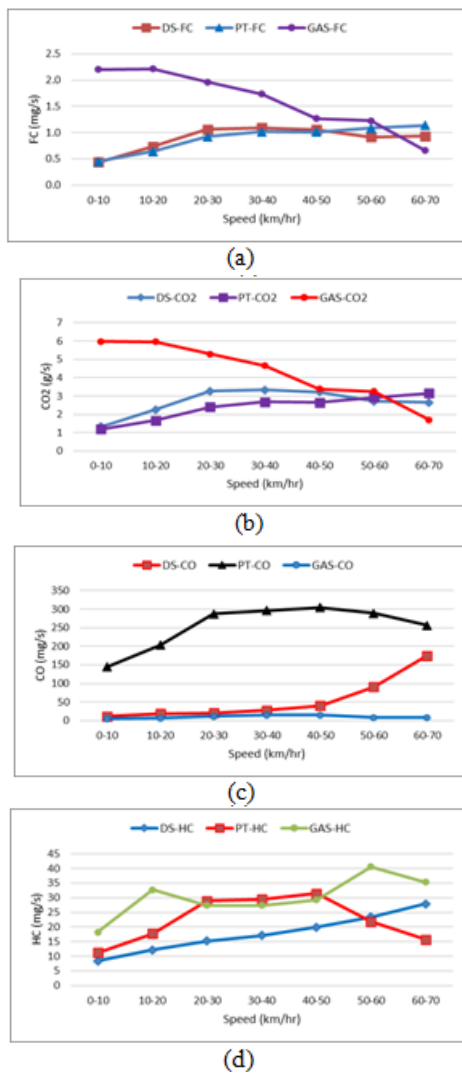 DS-FC PT-FC GAS-FC
FC (mg/s)
2.5
2.0
1.5
1.0
0.5
0.0
0-10 10-20 20-30 30-40 40-50 50-60 60-70
Speed (km/hr)
(a)
DS-CO2 PT-CO2 GAS-CO2
CO2 (g/s)
7
6
5
4
3
2
1
0
0-10 10-20 20-30 30-40 40-50 50-60 60-70
Speed (km/hr)
(b)
DS-CO PT-CO GAS-CO
CO (mg/s)
350
300
250
200
150
100
50
0
0-10 10-20 20-30 30-40 40-50 50-60 60-70
Speed (km/hr)
(c)
DS-HC PT-HC GAS-HC
HC (mg/s)
45
40
35
30
25
20
15
10
5
0
0-10 10-20 20-30 30-40 40-50 50-60 60-70
Speed (km/hr)
(d)